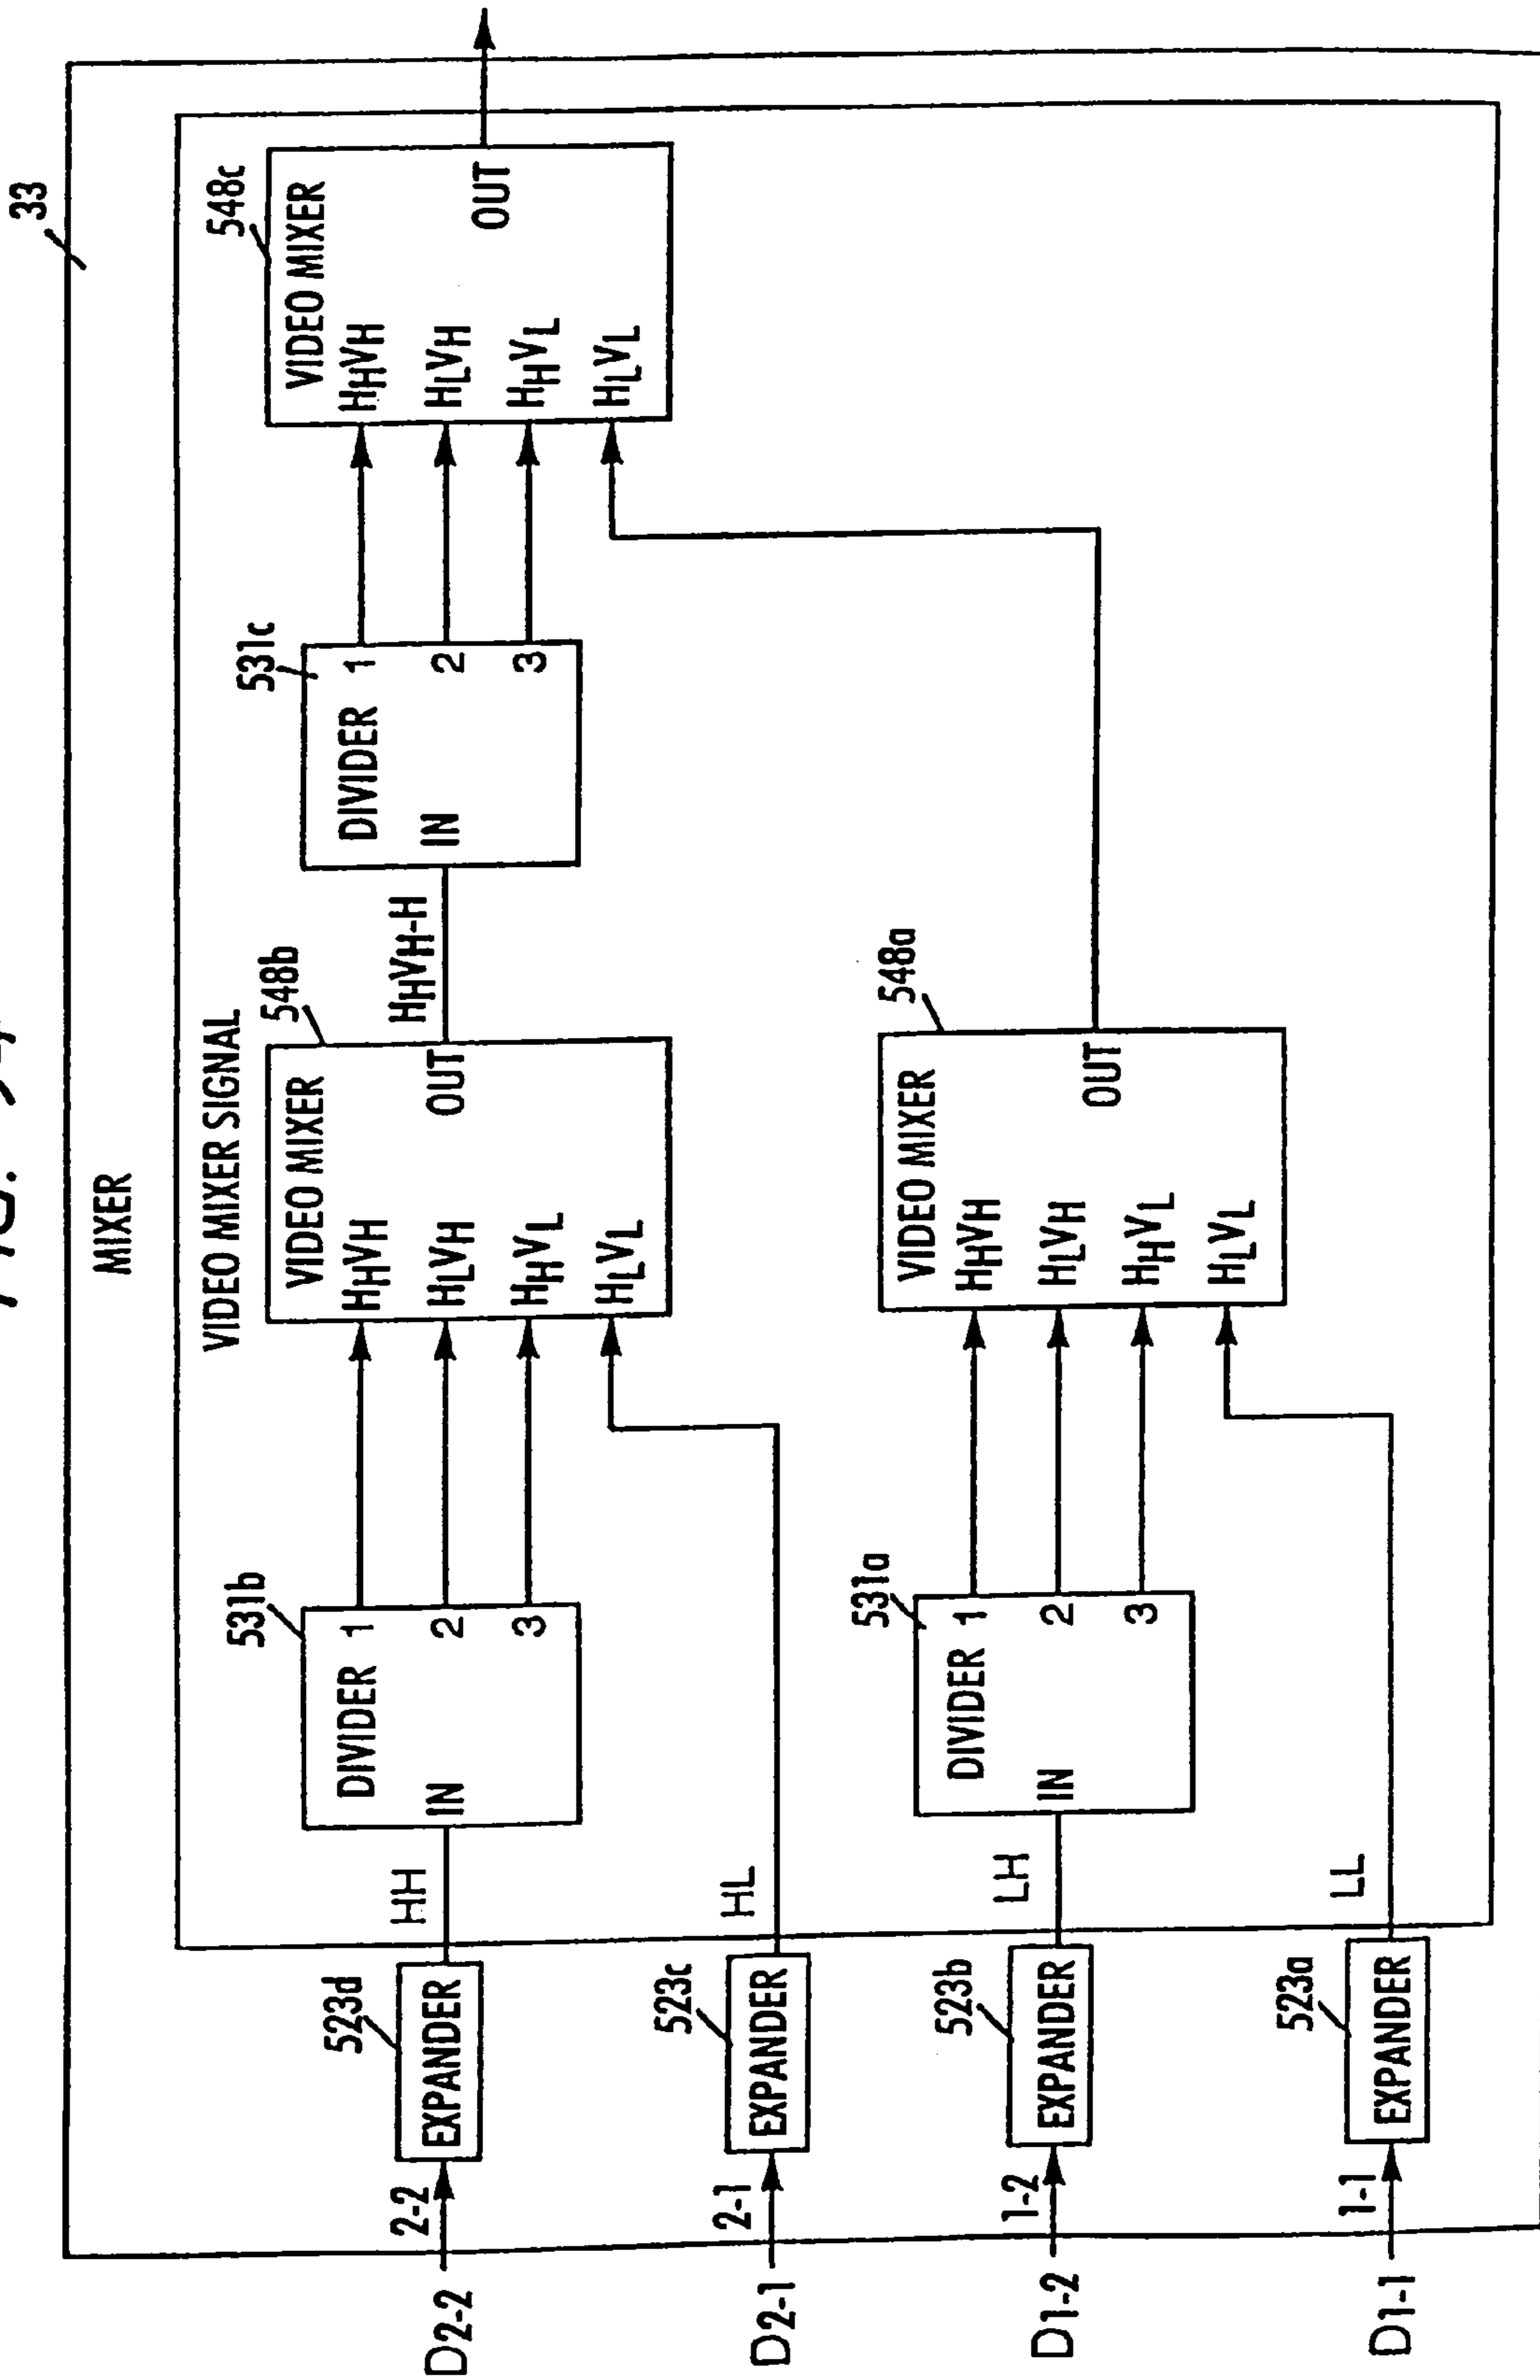 33
MIXER
VIDEO MIXER SIGNAL
531b
DIVIDER
IN
1
2
3
548b
VIDEO MIXER
HHVH
HLVH
HHVL
HLVL
OUT
HHVH-H
531c
DIVIDER
IN
1
2
3
548c
VIDEO MIXER
HHVH
HLVH
HHVL
HLVL
OUT
D2-2
2-2
523d
EXPANDER
HH
D2-1
2-1
523c
EXPANDER
HL
D1-2
1-2
523b
EXPANDER
LH
531a
DIVIDER
IN
1
2
3
548a
VIDEO MIXER
HHVH
HLVH
HHVL
HLVL
OUT
D1-1
1-1
523a
EXPANDER
LL